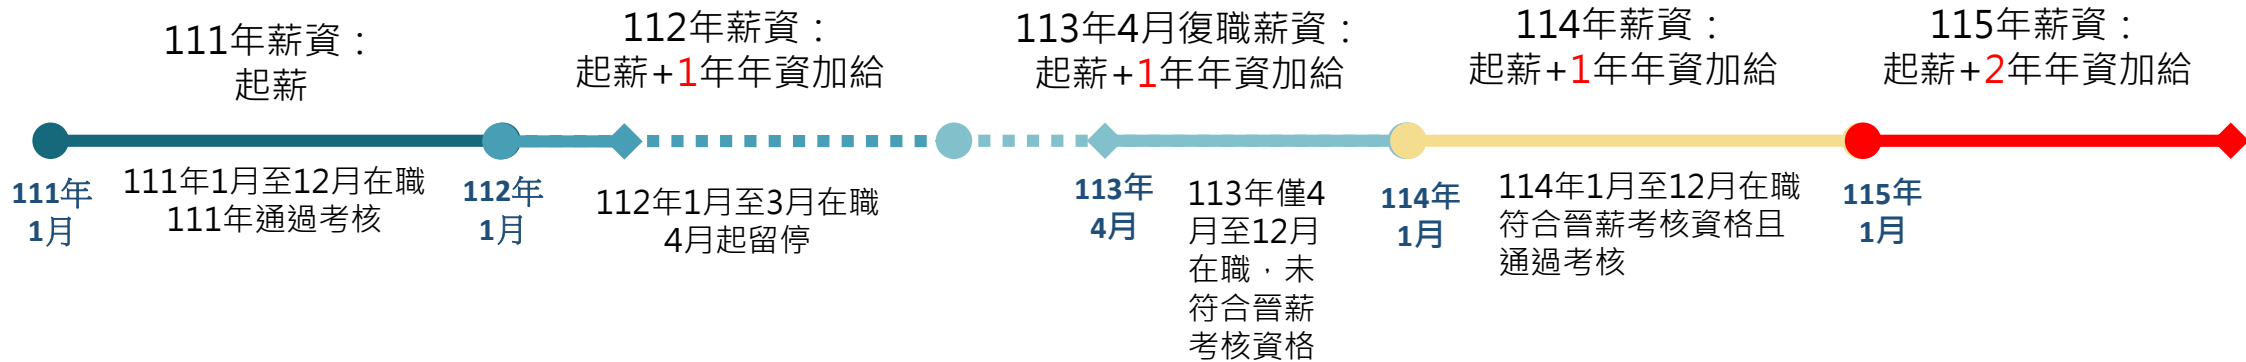 111年薪資：
起薪
112年薪資：
起薪+1年年資加給
113年4月復職薪資：
起薪+1年年資加給
114年薪資：
起薪+1年年資加給
115年薪資：
起薪+2年年資加給
111年
1月
111年1月至12月在職
111年通過考核
112年
1月
112年1月至3月在職
4月起留停
113年
4月
113年僅4
月至12月
在職，未
符合晉薪
考核資格
114年
1月
114年1月至12月在職
符合晉薪考核資格且
通過考核
115年
1月